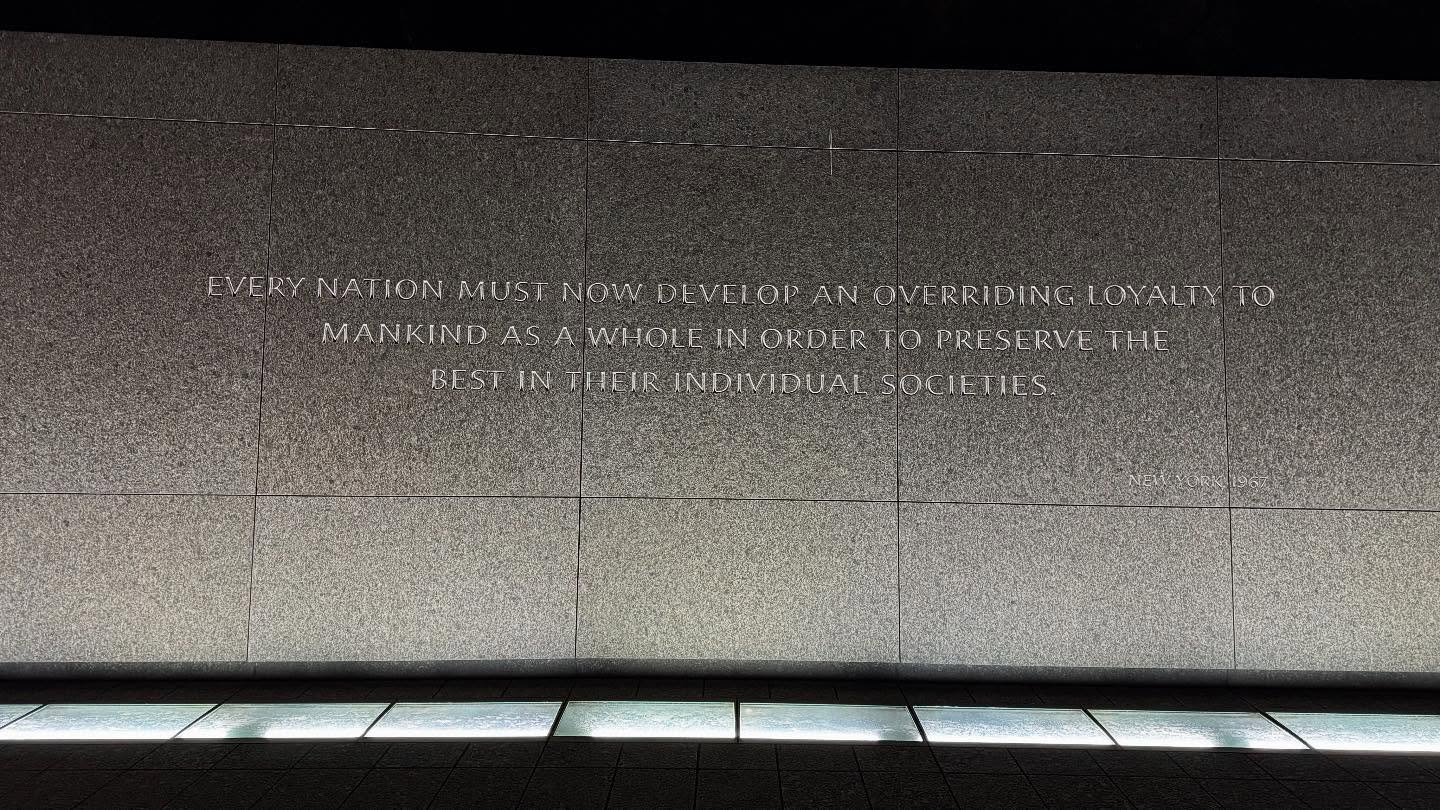 EVERY NATION MUST NOW DEVELOP AN OVERRIDING LOYALTY TO
MANKIND AS A WHOLE IN ORDER TO PRESERVE THE
BEST IN THEIR INDIVIDUAL SOCIETIES.
NEW YORK, 1967